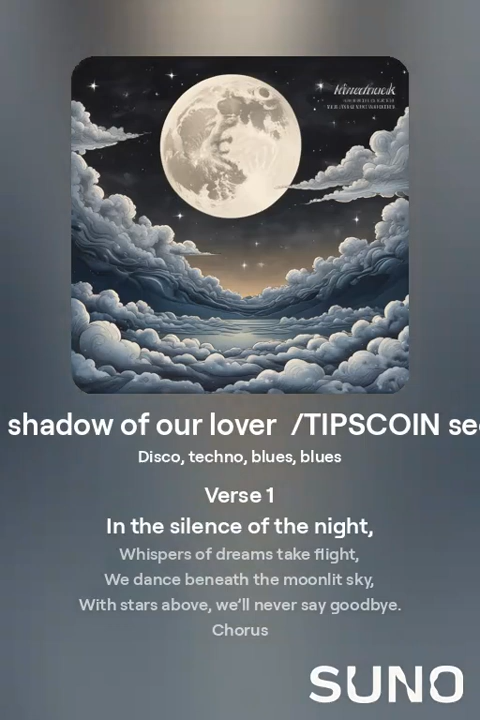 shadow of our lover /TIPSCOIN se
Disco, techno, blues, blues
Verse 1
In the silence of the night,
Whispers of dreams take flight,
We dance beneath the moonlit sky,
With stars above, we'll never say goodbye.
Chorus
SUNO